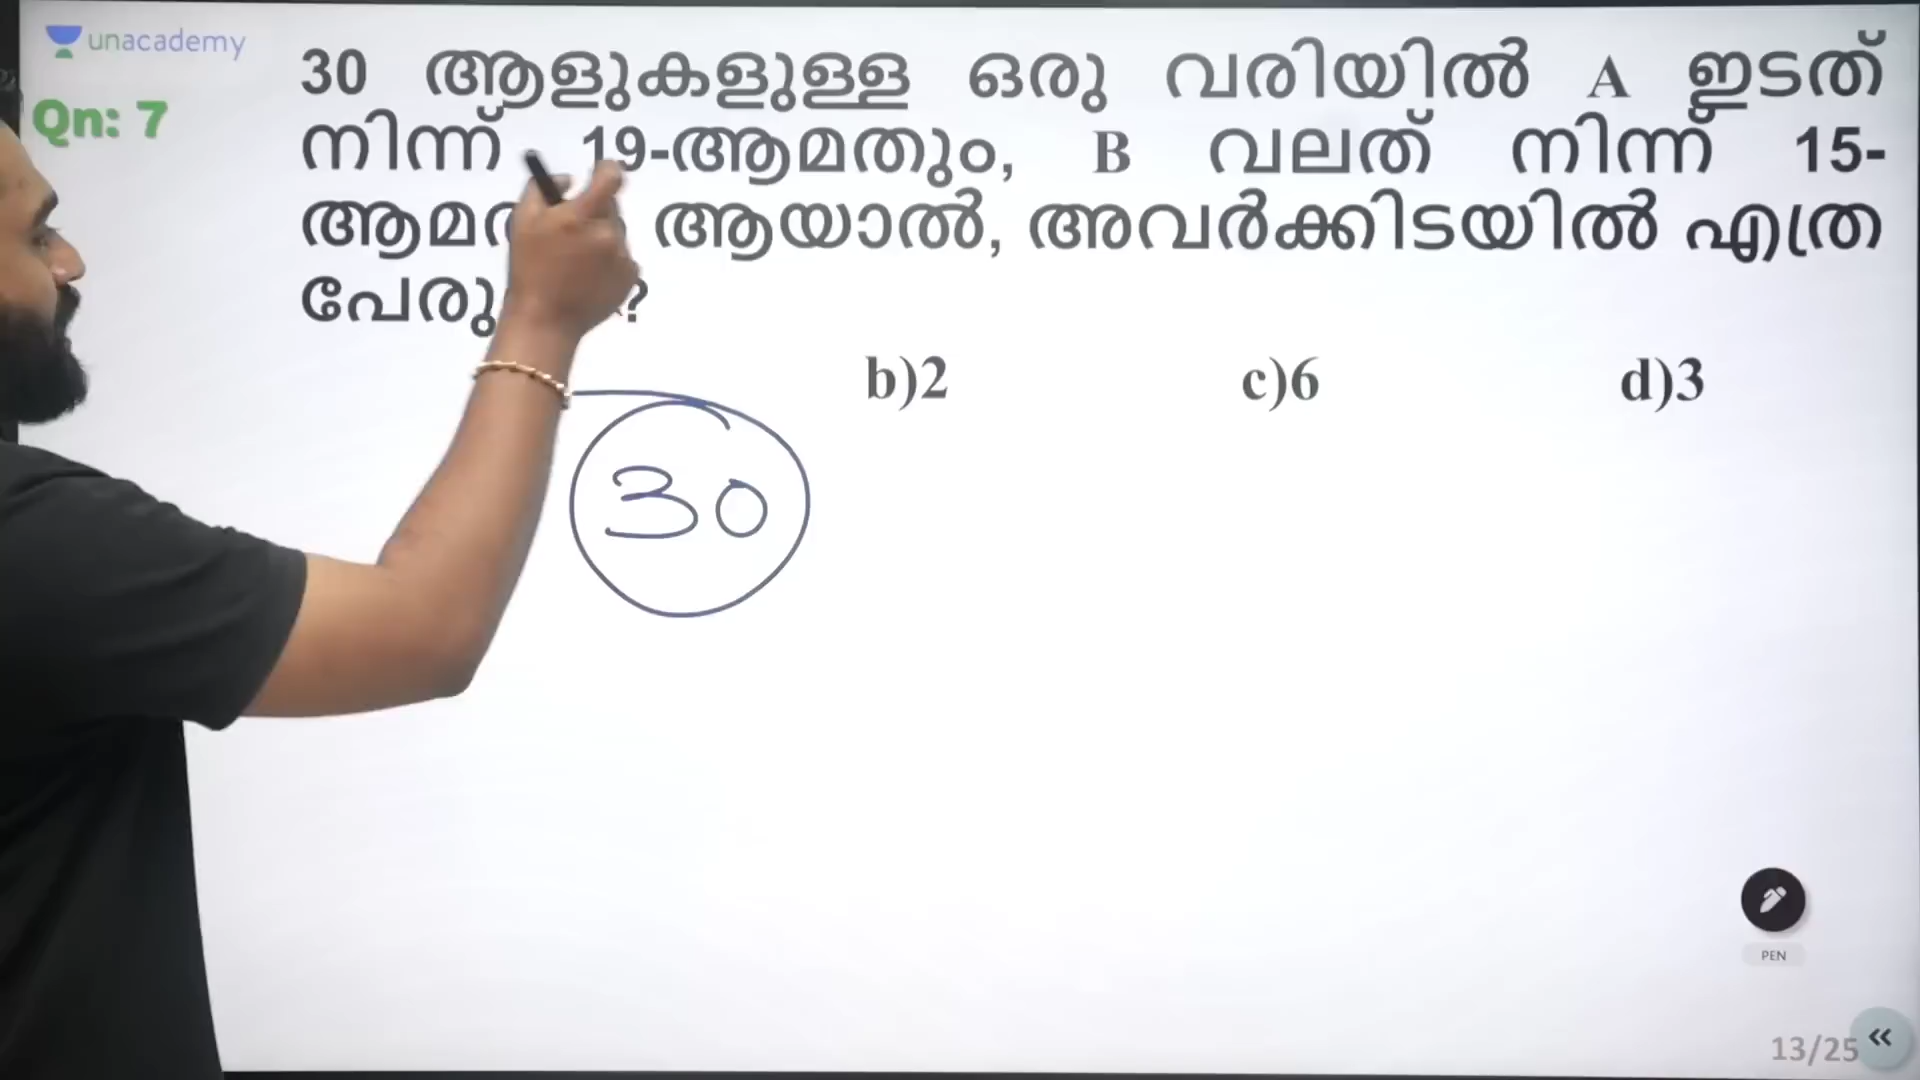 unacademy
Qn: 7
30 ആളുകളുള്ള ഒരു വരിയിൽ A ഇടത്
നിന്ന് 19-ആമതും, B വലത് നിന്ന് 15-
ആയാൽ, അവർക്കിടയിൽ എത്ര
?
b)2 c)6 d)3
30
PEN
13/25